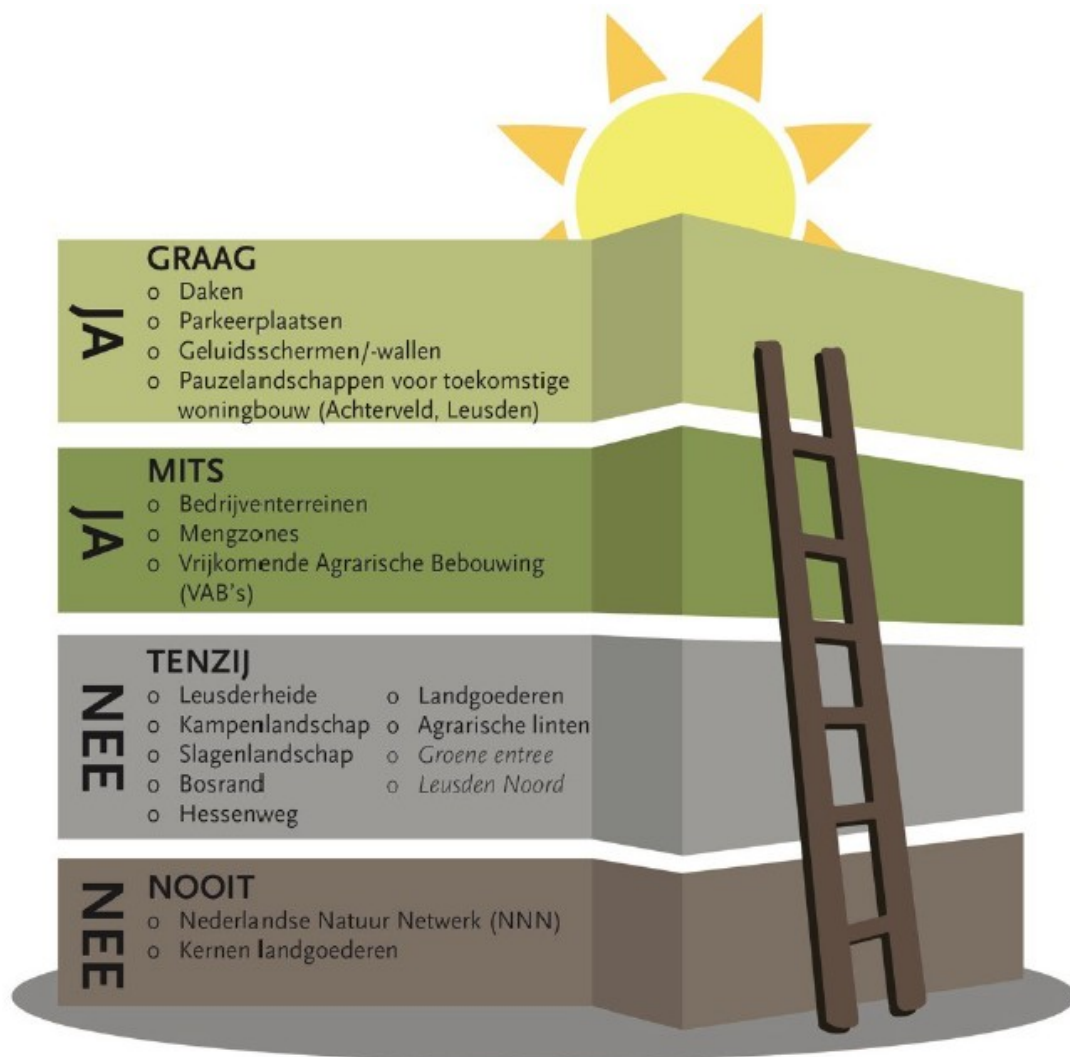 JA
GRAAG
o Daken
o Parkeerplaatsen
o Geluidsschermen/-wallen
o Pauzelandschappen voor toekomstige
woningbouw (Achterveld, Leusden)
JA
MITS
o Bedrijventerreinen
o Mengzones
o Vrijkomende Agrarische Bebouwing
(VAB's)
NEE
TENZIJ
o Leusderheide
o Kampenlandschap
o Slagenlandschap
o Bosrand
o Hessenweg
o Landgoederen
o Agrarische linten
o Groene entree
o Leusden Noord
NEE
NOOIT
o Nederlandse Natuur Netwerk (NNN)
o Kernen landgoederen